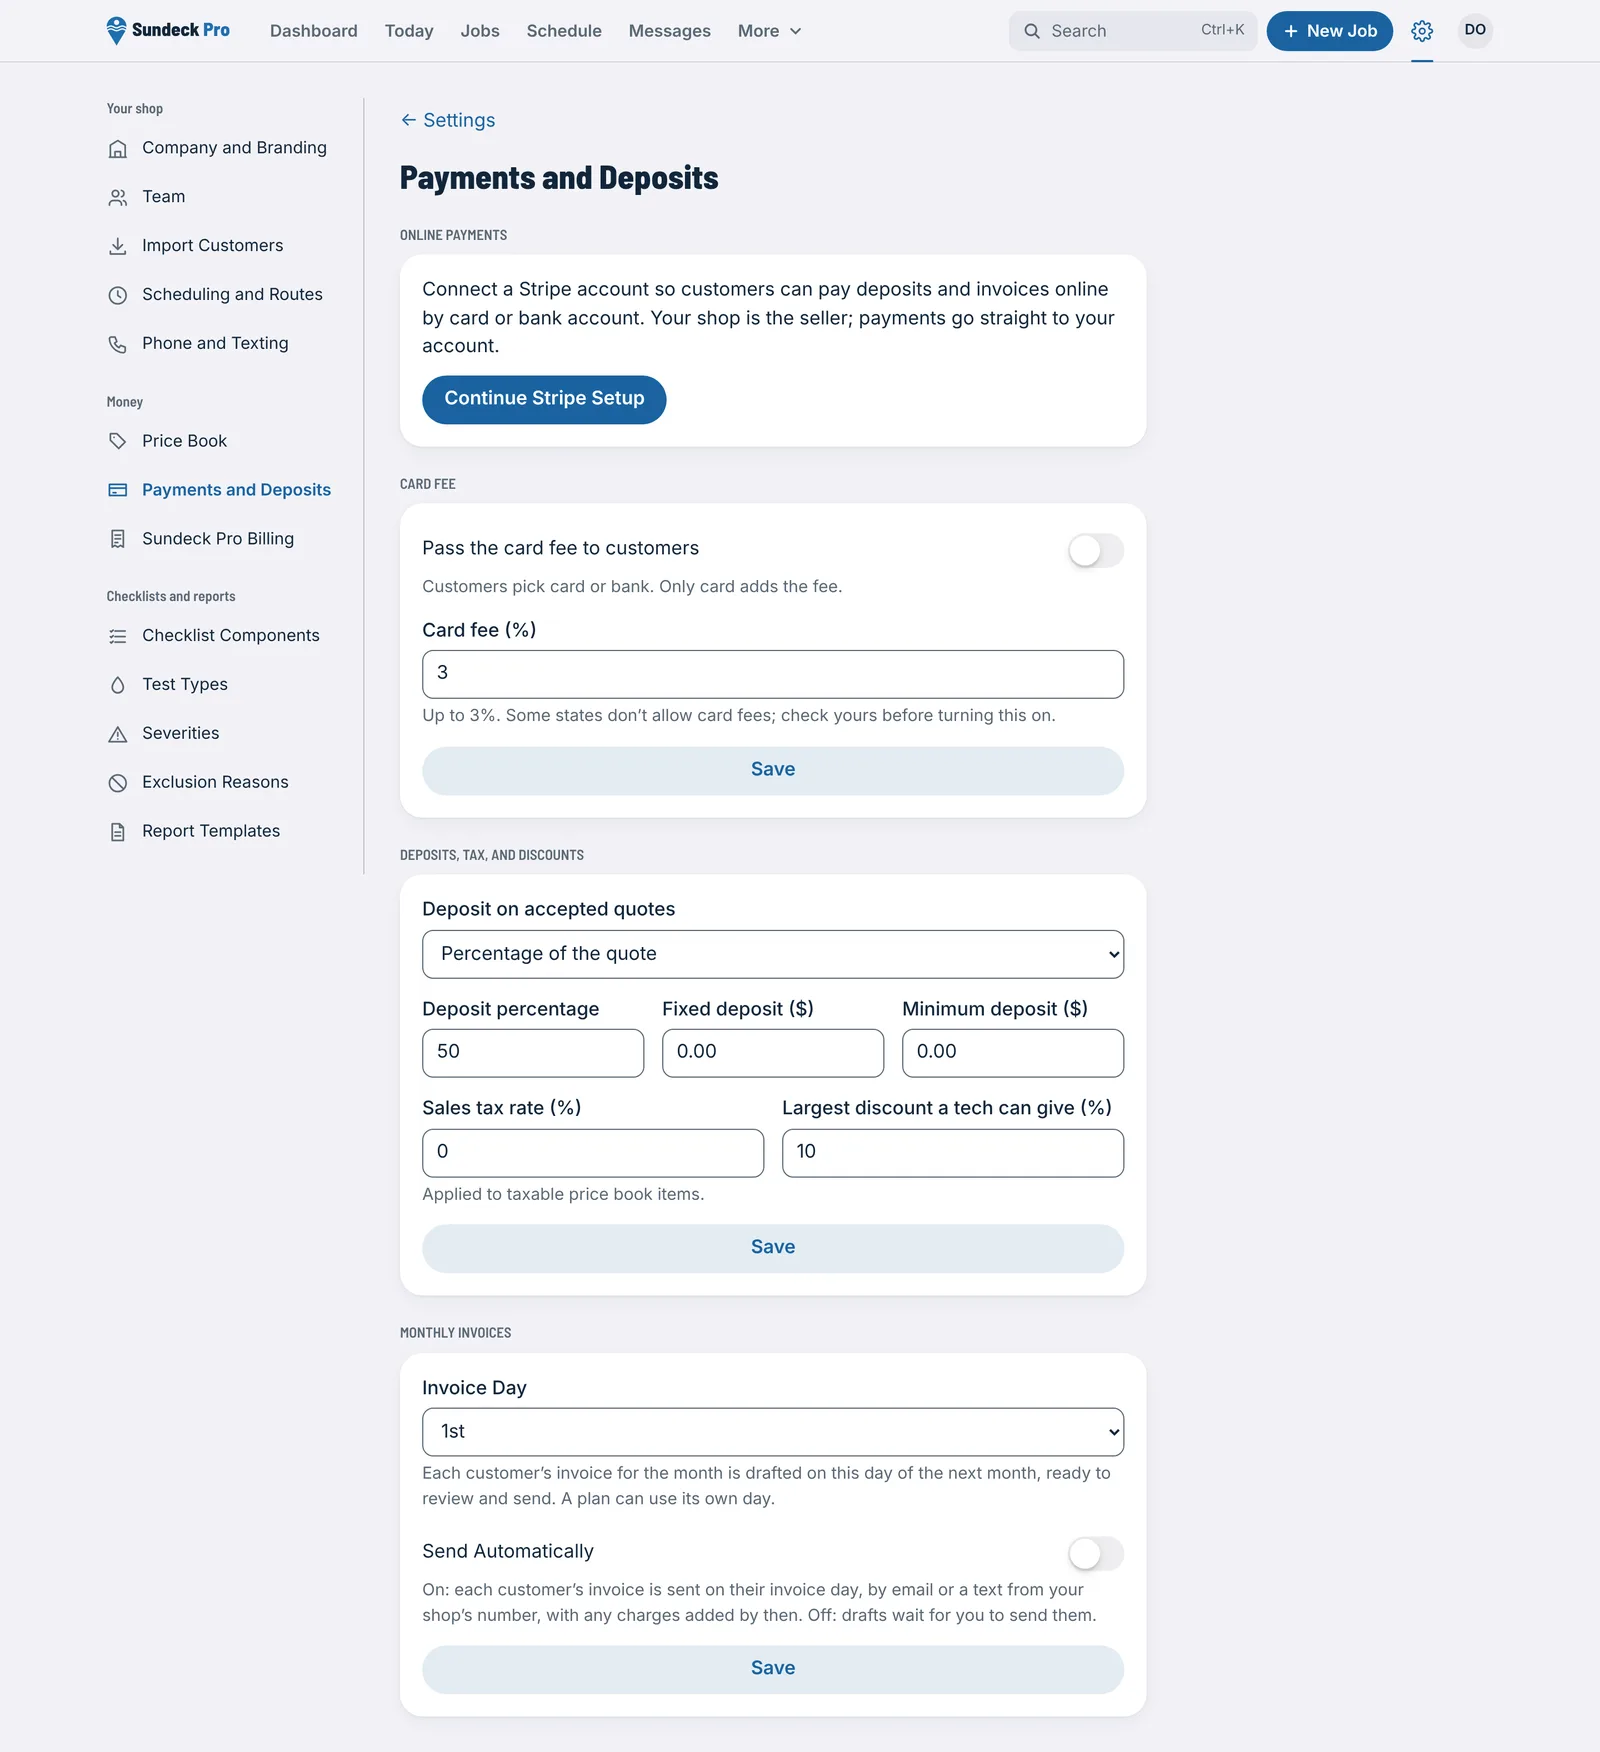 Sundeck Pro
Dashboard
Today
Jobs
Schedule
Messages
More
Search
Ctrl+K
+ New Job
DO
Your shop
Company and Branding
Team
Import Customers
Scheduling and Routes
Phone and Texting
Money
Price Book
Payments and Deposits
Sundeck Pro Billing
Checklists and reports
Checklist Components
Test Types
Severities
Exclusion Reasons
Report Templates
← Settings
Payments and Deposits
ONLINE PAYMENTS
Connect a Stripe account so customers can pay deposits and invoices online
by card or bank account. Your shop is the seller; payments go straight to your
account.
Continue Stripe Setup
CARD FEE
Pass the card fee to customers
Customers pick card or bank. Only card adds the fee.
Card fee (%)
3
Up to 3%. Some states don’t allow card fees; check yours before turning this on.
Save
DEPOSITS, TAX, AND DISCOUNTS
Deposit on accepted quotes
Percentage of the quote
Deposit percentage
50
Fixed deposit ($)
0.00
Minimum deposit ($)
0.00
Sales tax rate (%)
0
Applied to taxable price book items.
Largest discount a tech can give (%)
10
Save
MONTHLY INVOICES
Invoice Day
1st
Each customer’s invoice for the month is drafted on this day of the next month, ready to
review and send. A plan can use its own day.
Send Automatically
On: each customer’s invoice is sent on their invoice day, by email or a text from your
shop’s number, with any charges added by then. Off: drafts wait for you to send them.
Save